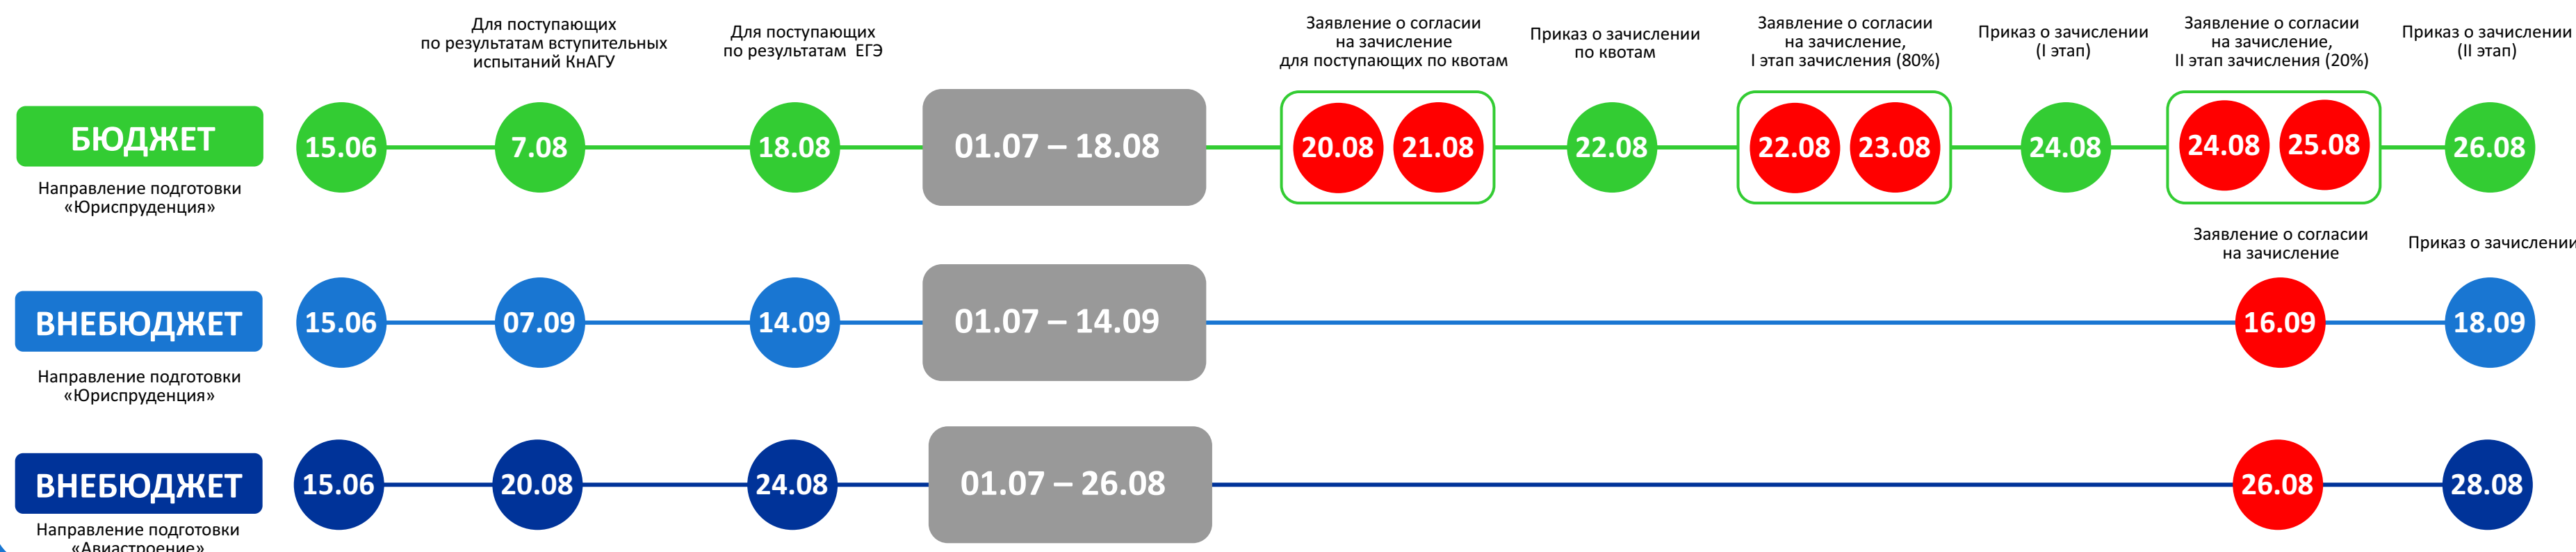 Для поступающих
по результатам вступительных
испытаний КнАГУ
Для поступающих
по результатам ЕГЭ
Заявление о согласии
на зачисление
для поступающих по квотам
Приказ о зачислении
по квотам
Заявление о согласии
на зачисление,
I этап зачисления (80%)
Приказ о зачислении
(I этап)
Заявление о согласии
на зачисление,
II этап зачисления (20%)
Приказ о зачислении
(II этап)
БЮДЖЕТ
15.06
7.08
18.08
01.07 – 18.08
20.08
21.08
22.08
22.08
23.08
24.08
24.08
25.08
26.08
Направление подготовки
«Юриспруденция»
Заявление о согласии
на зачисление
Приказ о зачислении
ВНЕБЮДЖЕТ
15.06
07.09
14.09
01.07 – 14.09
16.09
18.09
Направление подготовки
«Юриспруденция»
ВНЕБЮДЖЕТ
15.06
20.08
24.08
01.07 – 26.08
26.08
28.08
Направление подготовки
«Авиастроение»